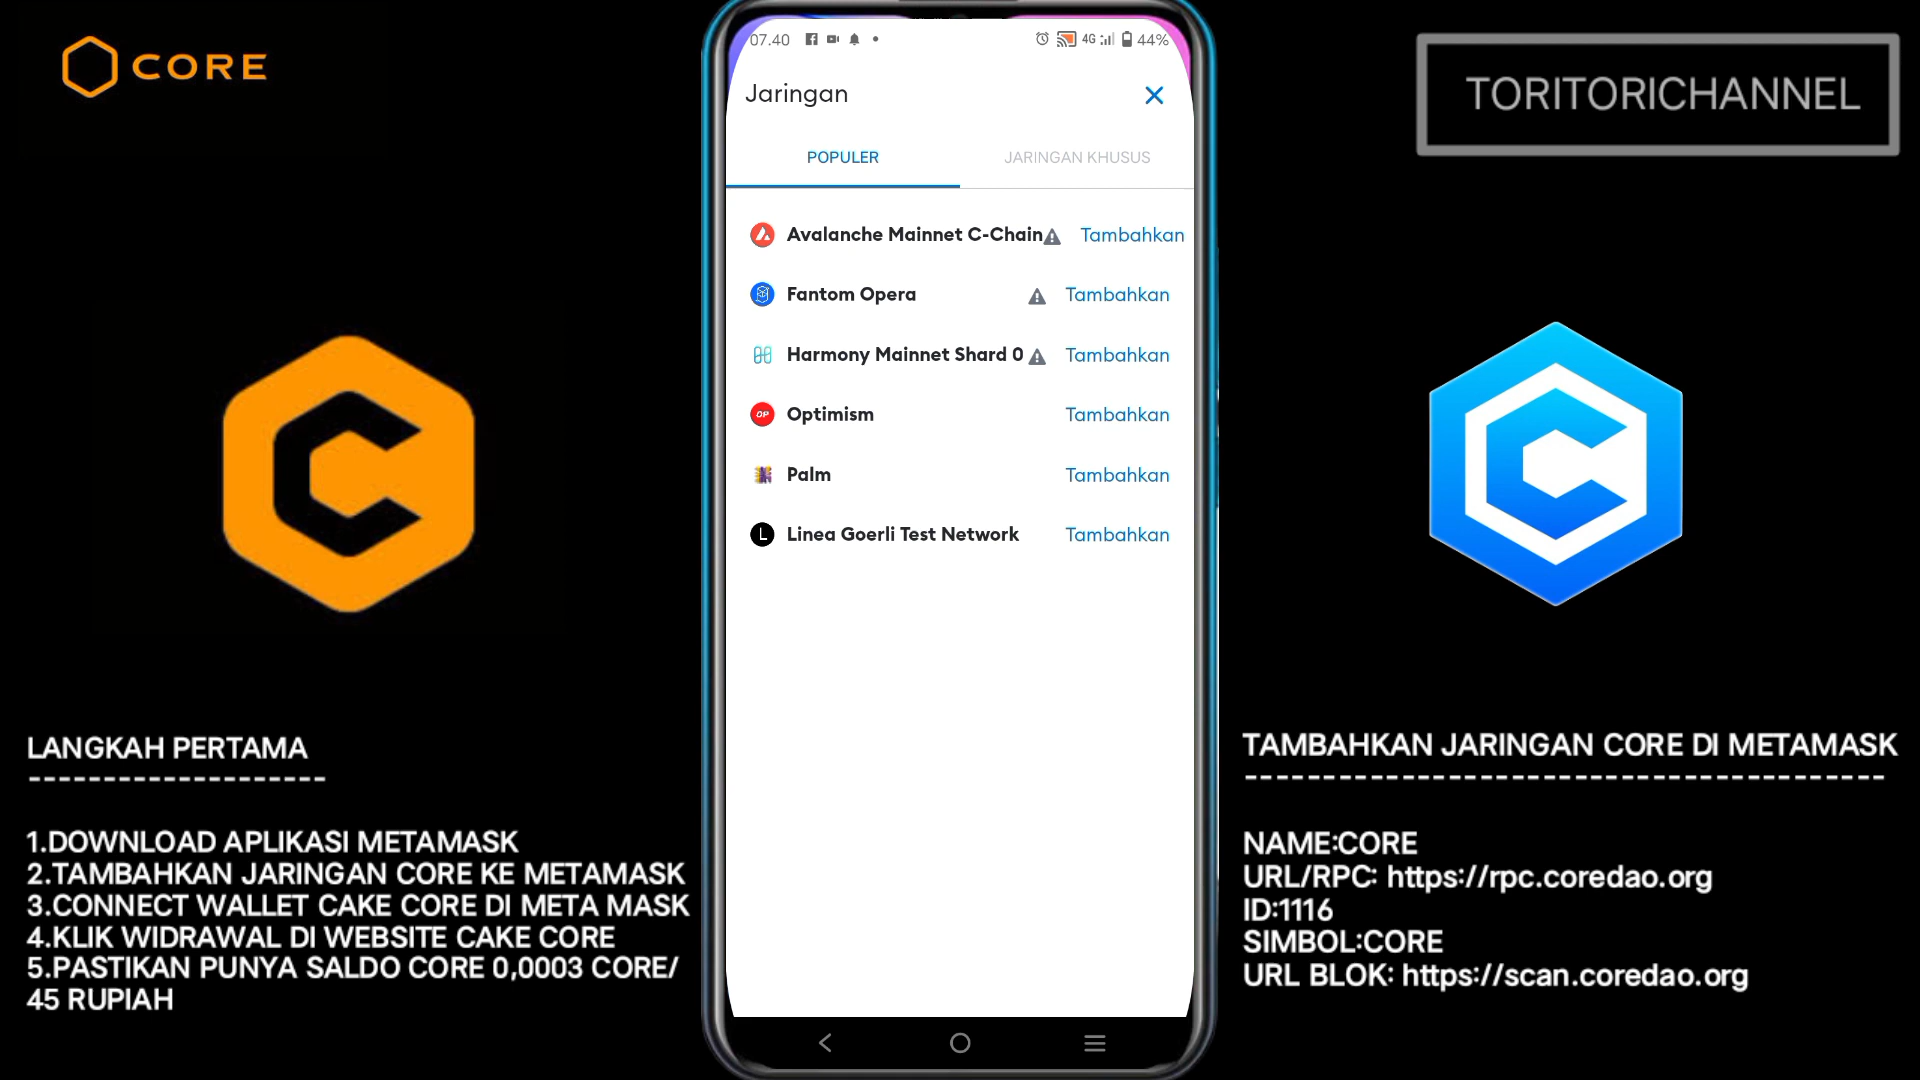 CORE
TORITORICHANNEL
07.40
4G
44%
Jaringan
POPULER
JARINGAN KHUSUS
Avalanche Mainnet C-Chain Tambahkan
Fantom Opera Tambahkan
Harmony Mainnet Shard 0 Tambahkan
OP
Optimism Tambahkan
Palm Tambahkan
L
Linea Goerli Test Network Tambahkan
LANGKAH PERTAMA
--------------------
1.DOWNLOAD APLIKASI METAMASK
2.TAMBAHKAN JARINGAN CORE KE METAMASK
3.CONNECT WALLET CAKE CORE DI META MASK
4.KLIK WIDRAWAL DI WEBSITE CAKE CORE
5.PASTIKAN PUNYA SALDO CORE 0,0003 CORE/
45 RUPIAH
TAMBAHKAN JARINGAN CORE DI METAMASK
-----------------------------------------
NAME:CORE
URL/RPC: https://rpc.coredao.org
ID:1116
SIMBOL:CORE
URL BLOK: https://scan.coredao.org